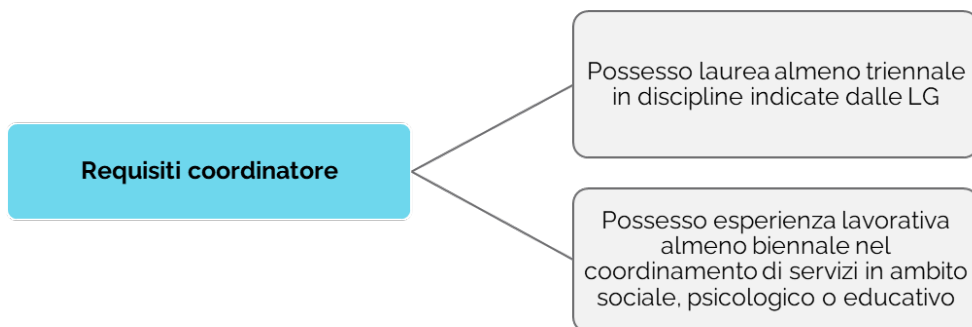 Possesso laurea almeno triennale
in discipline indicate dalle LG
Requisiti coordinatore
Possesso esperienza lavorativa
almeno biennale nel
coordinamento di servizi in ambito
sociale, psicologico o educativo